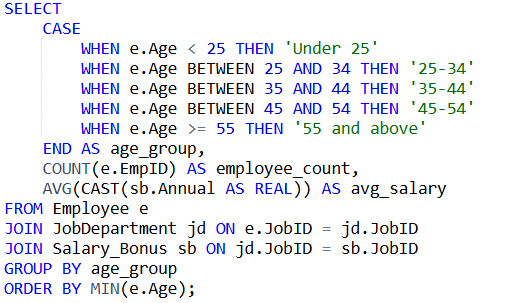 SELECT
    CASE
        WHEN e.Age < 25 THEN 'Under 25'
        WHEN e.Age BETWEEN 25 AND 34 THEN '25-34'
        WHEN e.Age BETWEEN 35 AND 44 THEN '35-44'
        WHEN e.Age BETWEEN 45 AND 54 THEN '45-54'
        WHEN e.Age >= 55 THEN '55 and above'
    END AS age_group,
    COUNT(e.EmpID) AS employee_count,
    AVG(CAST(sb.Annual AS REAL)) AS avg_salary
FROM Employee e
JOIN JobDepartment jd ON e.JobID = jd.JobID
JOIN Salary_Bonus sb ON jd.JobID = sb.JobID
GROUP BY age_group
ORDER BY MIN(e.Age);